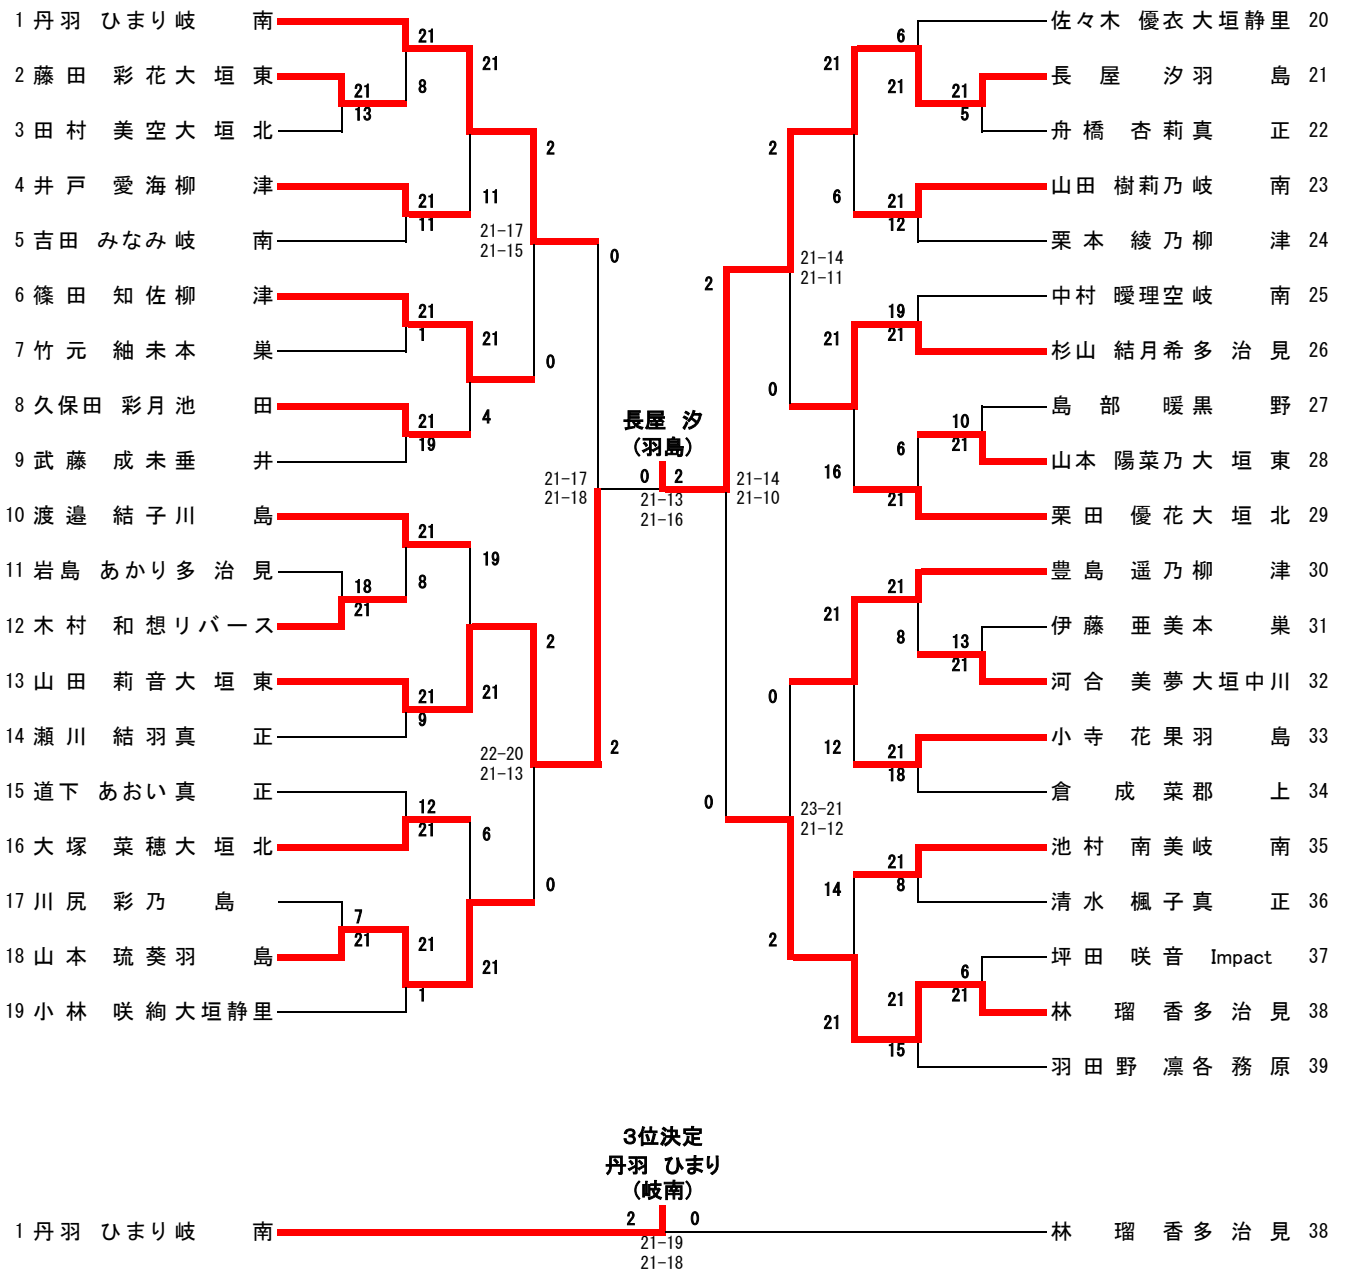 1 丹羽 ひまり 岐南
21
2 藤田 彩花 大垣東
21
8
21
13
3 田村 美空 大垣北
2
4 井戸 愛海 柳津
21
11
11
21-17
21-15
5 吉田 みなみ 岐南
0
6 篠田 知佐 柳津
21
1
21
7 竹元 紬未 本巣
0
8 久保田 彩月 池田
21
19
4
9 武藤 成未 垂井
21-17
21-18
10 渡邉 結子 川島
21
19
11 岩島 あかり 多治見
18
21
8
12 木村 和想 リバース
2
13 山田 莉音 大垣東
21
9
21
14 瀬川 結羽 真正
22-20
21-13
2
15 道下 あおい 真正
12
21
6
16 大塚 菜穂 大垣北
0
17 川尻 彩乃 島
7
21
21
18 山本 琉葵 羽島
21
1
19 小林 咲絢 大垣静里
長屋 汐
(羽島)
0 2
21-13
21-16
佐々木 優衣 大垣静里 20
6
21
21
長屋 汐 羽島 21
21
5
舟橋 杏莉 真正 22
2
山田 樹莉乃 岐南 23
21
12
6
栗本 綾乃 柳津 24
21-14
21-11
2
中村 曖理空 岐南 25
19
21
21
杉山 結月希 多治見 26
0
島部 暖 黒野 27
10
21
6
山本 陽菜乃 大垣東 28
16
21
21-14
21-10
栗田 優花 大垣北 29
豊島 遥乃 柳津 30
21
21
伊藤 亜美 本巣 31
8
13
21
河合 美夢 大垣中川 32
0
小寺 花果 羽島 33
12
21
18
倉 成菜 郡上 34
0
23-21
21-12
池村 南美 岐南 35
21
8
14
清水 楓子 真正 36
2
坪田 咲音 Impact 37
6
21
21
林 瑠香 多治見 38
21
15
羽田野 凛 各務原 39
3位決定
丹羽 ひまり
(岐南)
1 丹羽 ひまり 岐南
2 0
21-19
21-18
林 瑠香 多治見 38